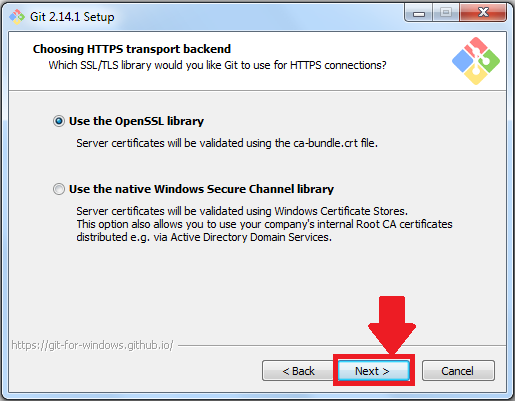 Git 2.14.1 Setup
Choosing HTTPS transport backend
Which SSL/TLS library would you like Git to use for HTTPS connections?
Use the OpenSSL library
Server certificates will be validated using the ca-bundle.crt file.
Use the native Windows Secure Channel library
Server certificates will be validated using Windows Certificate Stores.
This option also allows you to use your company's internal Root CA certificates
distributed e.g. via Active Directory Domain Services.
https://git-for-windows.github.io/
< Back
Next >
Cancel